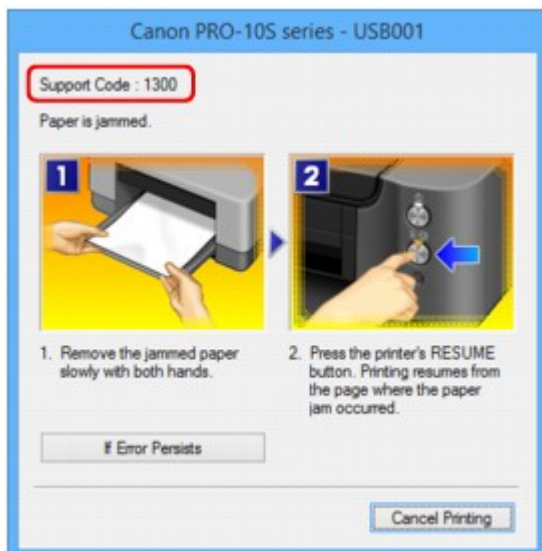 Canon PRO-10S series - USB001
Support Code : 1300
Paper is jammed.
1
2
1. Remove the jammed paper
slowly with both hands.
2. Press the printer's RESUME
button. Printing resumes from
the page where the paper
jam occurred.
If Error Persists
Cancel Printing